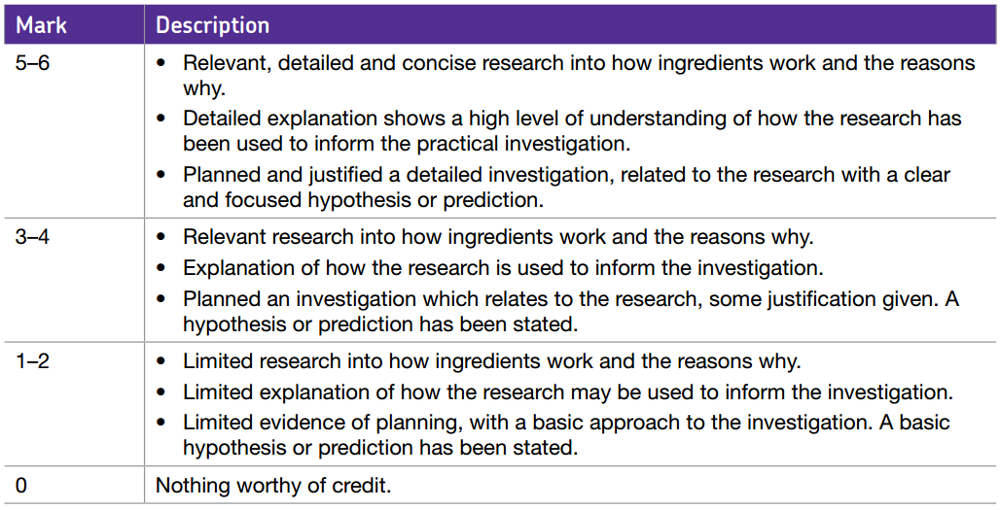 Mark Description
5–6 • Relevant, detailed and concise research into how ingredients work and the reasons
why.
• Detailed explanation shows a high level of understanding of how the research has
been used to inform the practical investigation.
• Planned and justified a detailed investigation, related to the research with a clear
and focused hypothesis or prediction.
3–4 • Relevant research into how ingredients work and the reasons why.
• Explanation of how the research is used to inform the investigation.
• Planned an investigation which relates to the research, some justification given. A
hypothesis or prediction has been stated.
1–2 • Limited research into how ingredients work and the reasons why.
• Limited explanation of how the research may be used to inform the investigation.
• Limited evidence of planning, with a basic approach to the investigation. A basic
hypothesis or prediction has been stated.
0 Nothing worthy of credit.